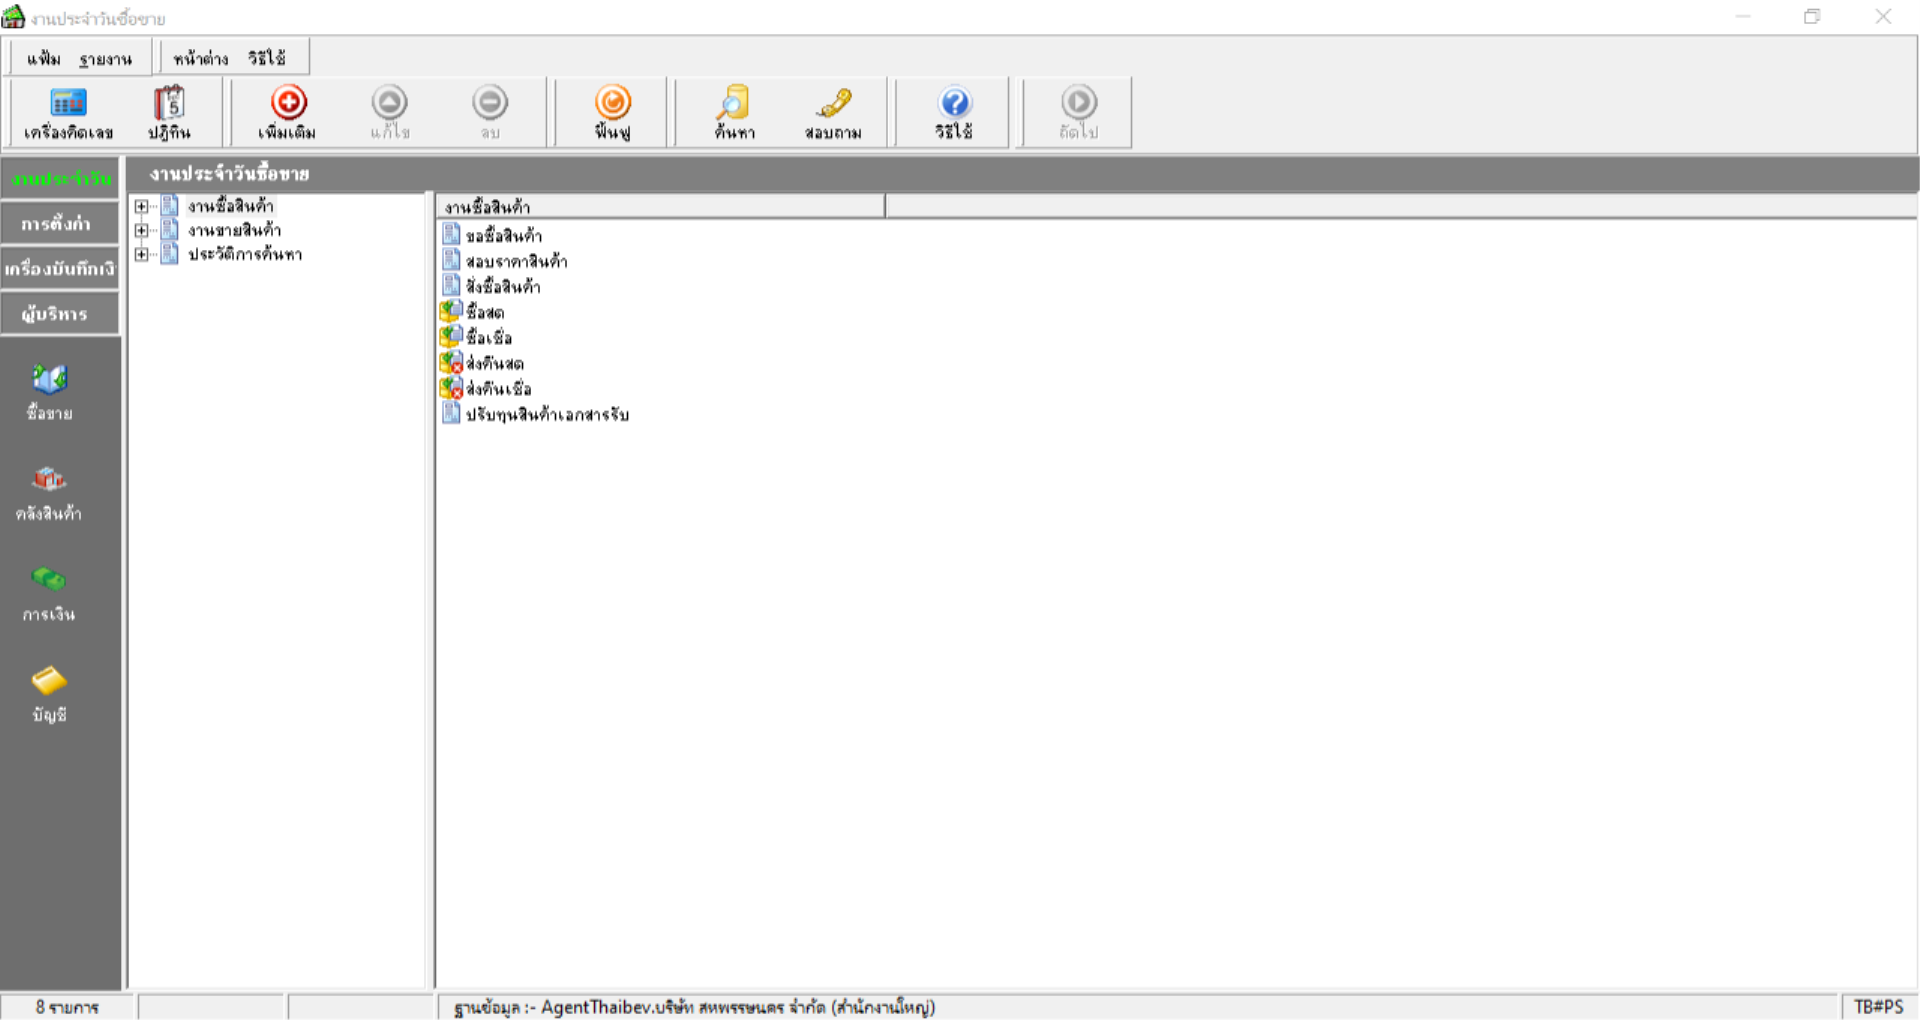 งานประจำวันซื้อขาย
แฟ้ม รายงาน หน้าต่าง วิธีใช้
เครื่องคิดเลข ปฏิทิน เพิ่มเติม แก้ไข ลบ ฟื้นฟู ค้นหา สอบถาม วิธีใช้ ถัดไป
งานประจำวัน
การตั้งค่า
เครื่องบันทึกเงิ
ผู้บริหาร
ซื้อขาย
คลังสินค้า
การเงิน
บัญชี
งานประจำวันซื้อขาย
งานซื้อสินค้า
งานขายสินค้า
ประวัติการค้นหา
งานซื้อสินค้า
ขอซื้อสินค้า
สอบราคาสินค้า
สั่งซื้อสินค้า
ซื้อสด
ซื้อเชื่อ
ส่งคืนสด
ส่งคืนเชื่อ
ปรับทุนสินค้าเอกสารรับ
8 รายการ ฐานข้อมูล :- AgentThaibev.บริษัท สหพรรษนคร จำกัด (สำนักงานใหญ่) TB#PS